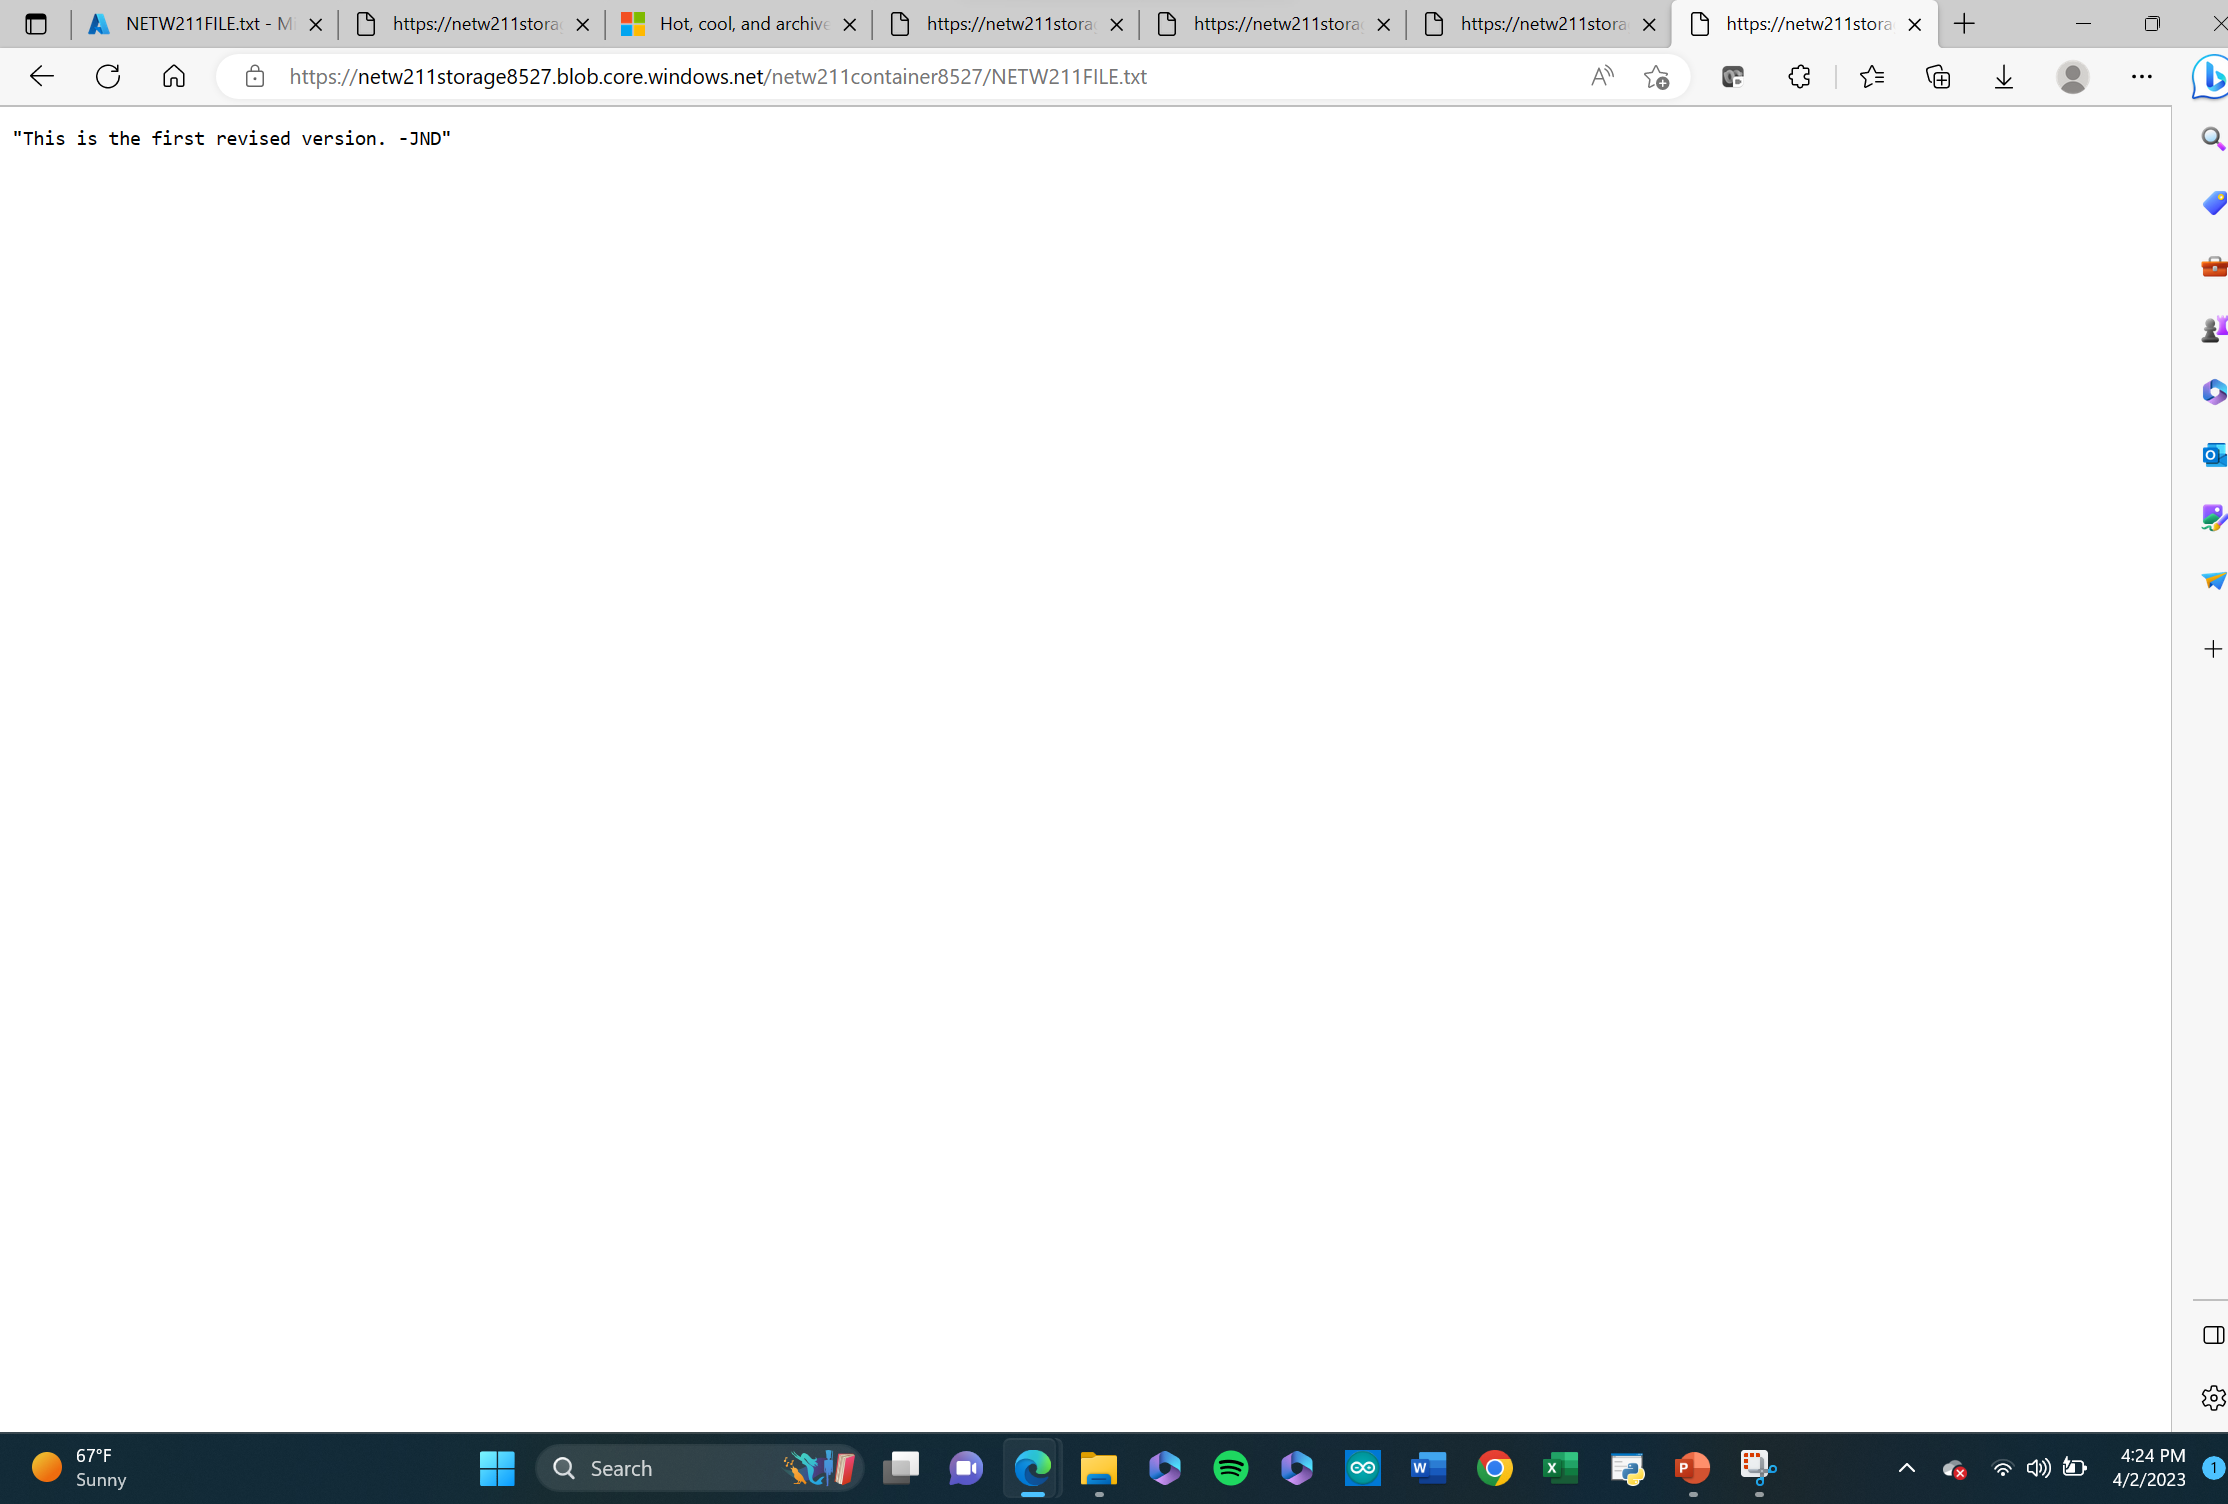 NETW211FILE.txt - Mi
https://netw211stora
Hot, cool, and archive
https://netw211stora
https://netw211stora
https://netw211stora
https://netw211stora
https://netw211storage8527.blob.core.windows.net/netw211container8527/NETW211FILE.txt
"This is the first revised version. -JND"
67°F
Sunny
Search
4:24 PM
4/2/2023
1